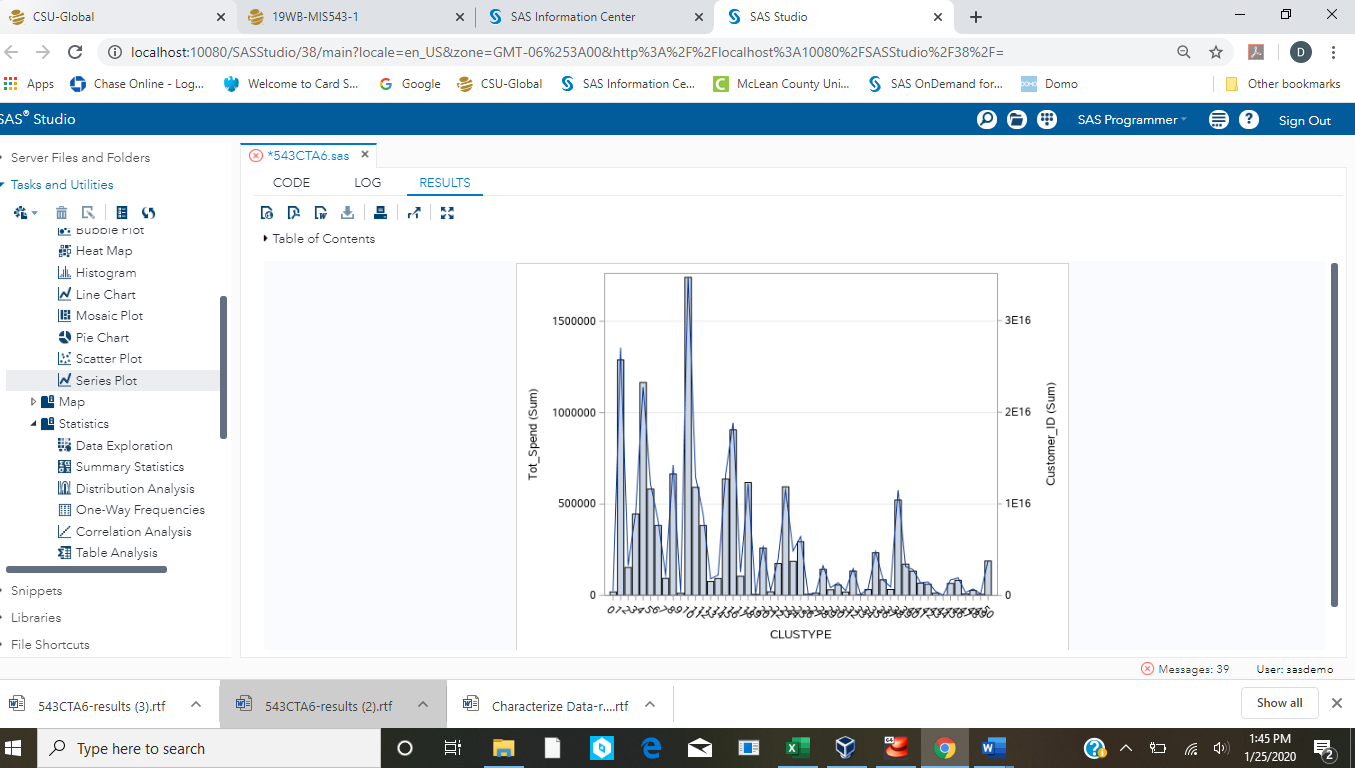 CSU-Global
19WB-MIS543-1
SAS Information Center
SAS Studio
localhost:10080/SASStudio/38/main?locale=en_US&zone=GMT-06%253A00&http%3A%2F%2Flocalhost%3A10080%2FSASStudio%2F38%2F=
D
Apps
Chase Online - Log...
Welcome to Card S...
Google
CSU-Global
SAS Information Ce...
McLean County Uni...
SAS OnDemand for...
DOMO
Domo
Other bookmarks
SAS® Studio
SAS Programmer
Sign Out
Server Files and Folders
Tasks and Utilities
Bubble Plot
Heat Map
Histogram
Line Chart
Mosaic Plot
Pie Chart
Scatter Plot
Series Plot
Map
Statistics
Data Exploration
Summary Statistics
Distribution Analysis
One-Way Frequencies
Correlation Analysis
Table Analysis
Snippets
Libraries
File Shortcuts
*543CTA6.sas
CODE
LOG
RESULTS
Table of Contents
Tot_Spend (Sum)
1500000
1000000
500000
0
3E16
2E16
1E16
0
Customer_ID (Sum)
CLUSTYPE
Messages: 39
User: sasdemo
543CTA6-results (3).rtf
543CTA6-results (2).rtf
Characterize Data-r....rtf
Show all
Type here to search
1:45 PM
1/25/2020
2